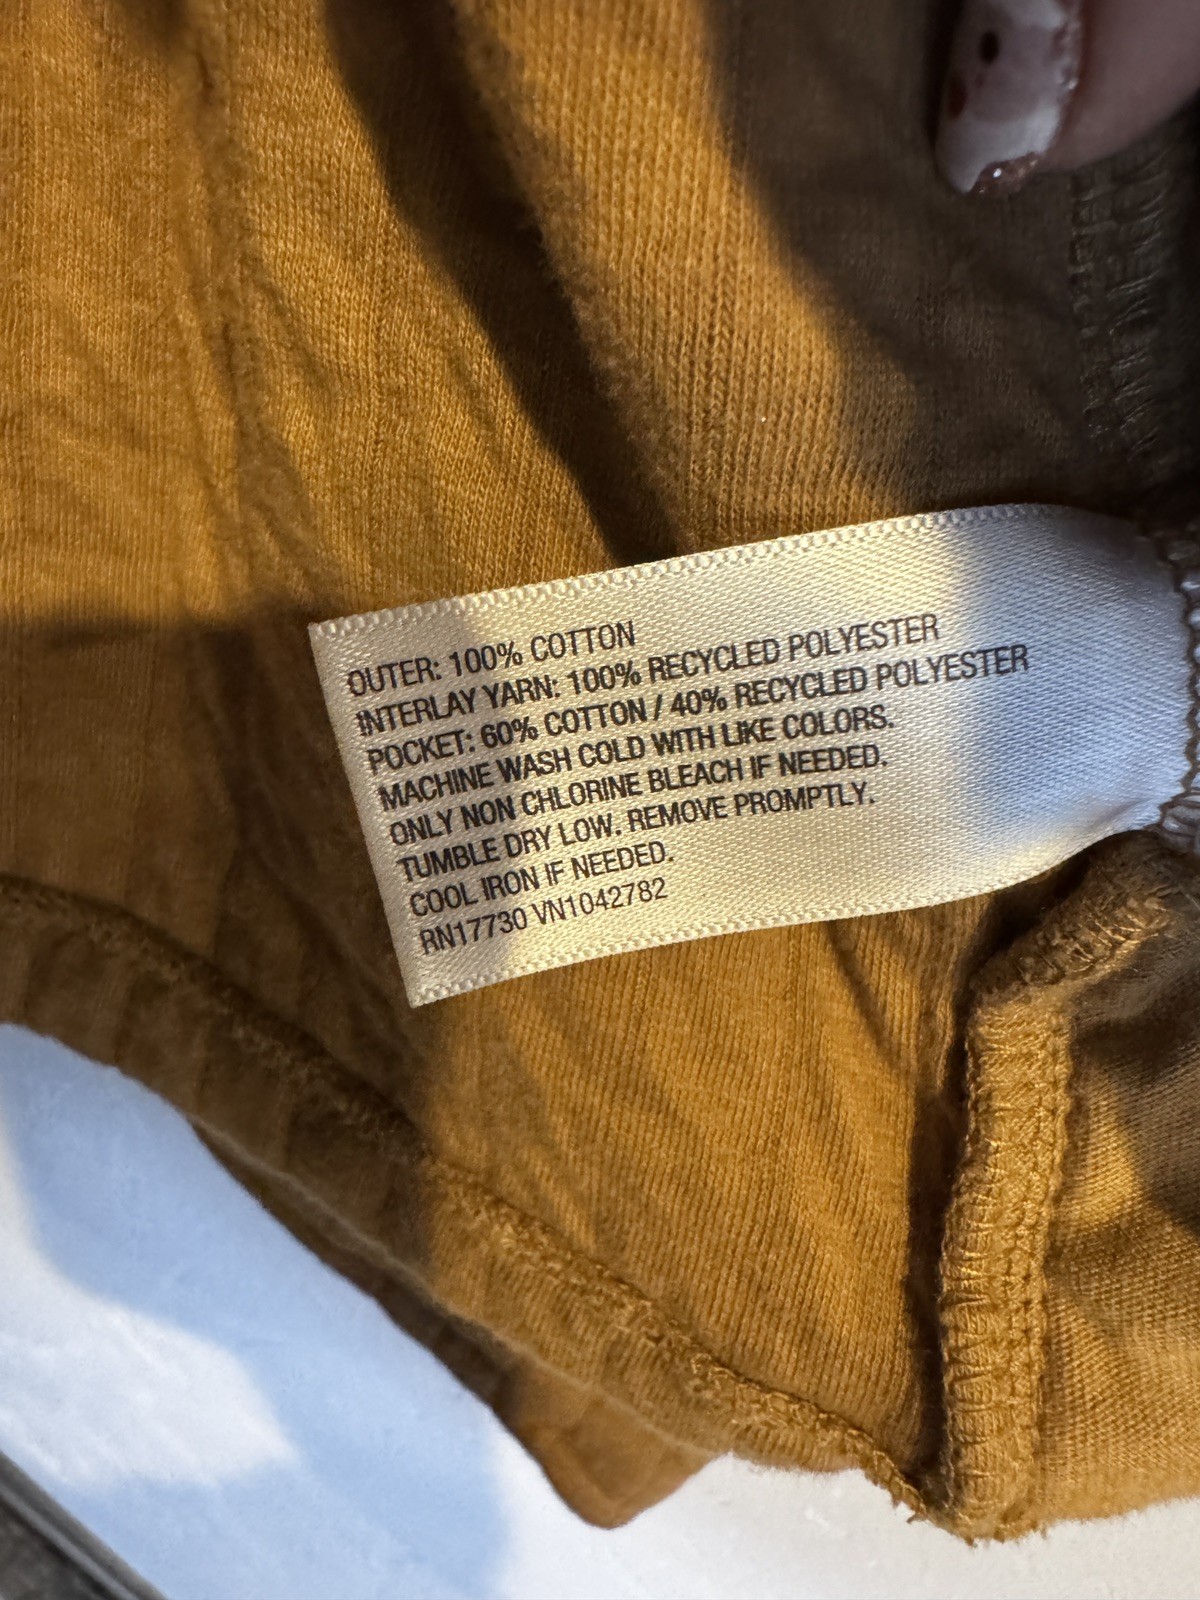 OUTER: 100% COTTON
INTERLAY YARN: 100% RECYCLED POLYESTER
POCKET: 60% COTTON / 40% RECYCLED POLYESTER
MACHINE WASH COLD WITH LIKE COLORS.
ONLY NON CHLORINE BLEACH IF NEEDED.
TUMBLE DRY LOW. REMOVE PROMPTLY.
COOL IRON IF NEEDED.
RN17730 VN1042782